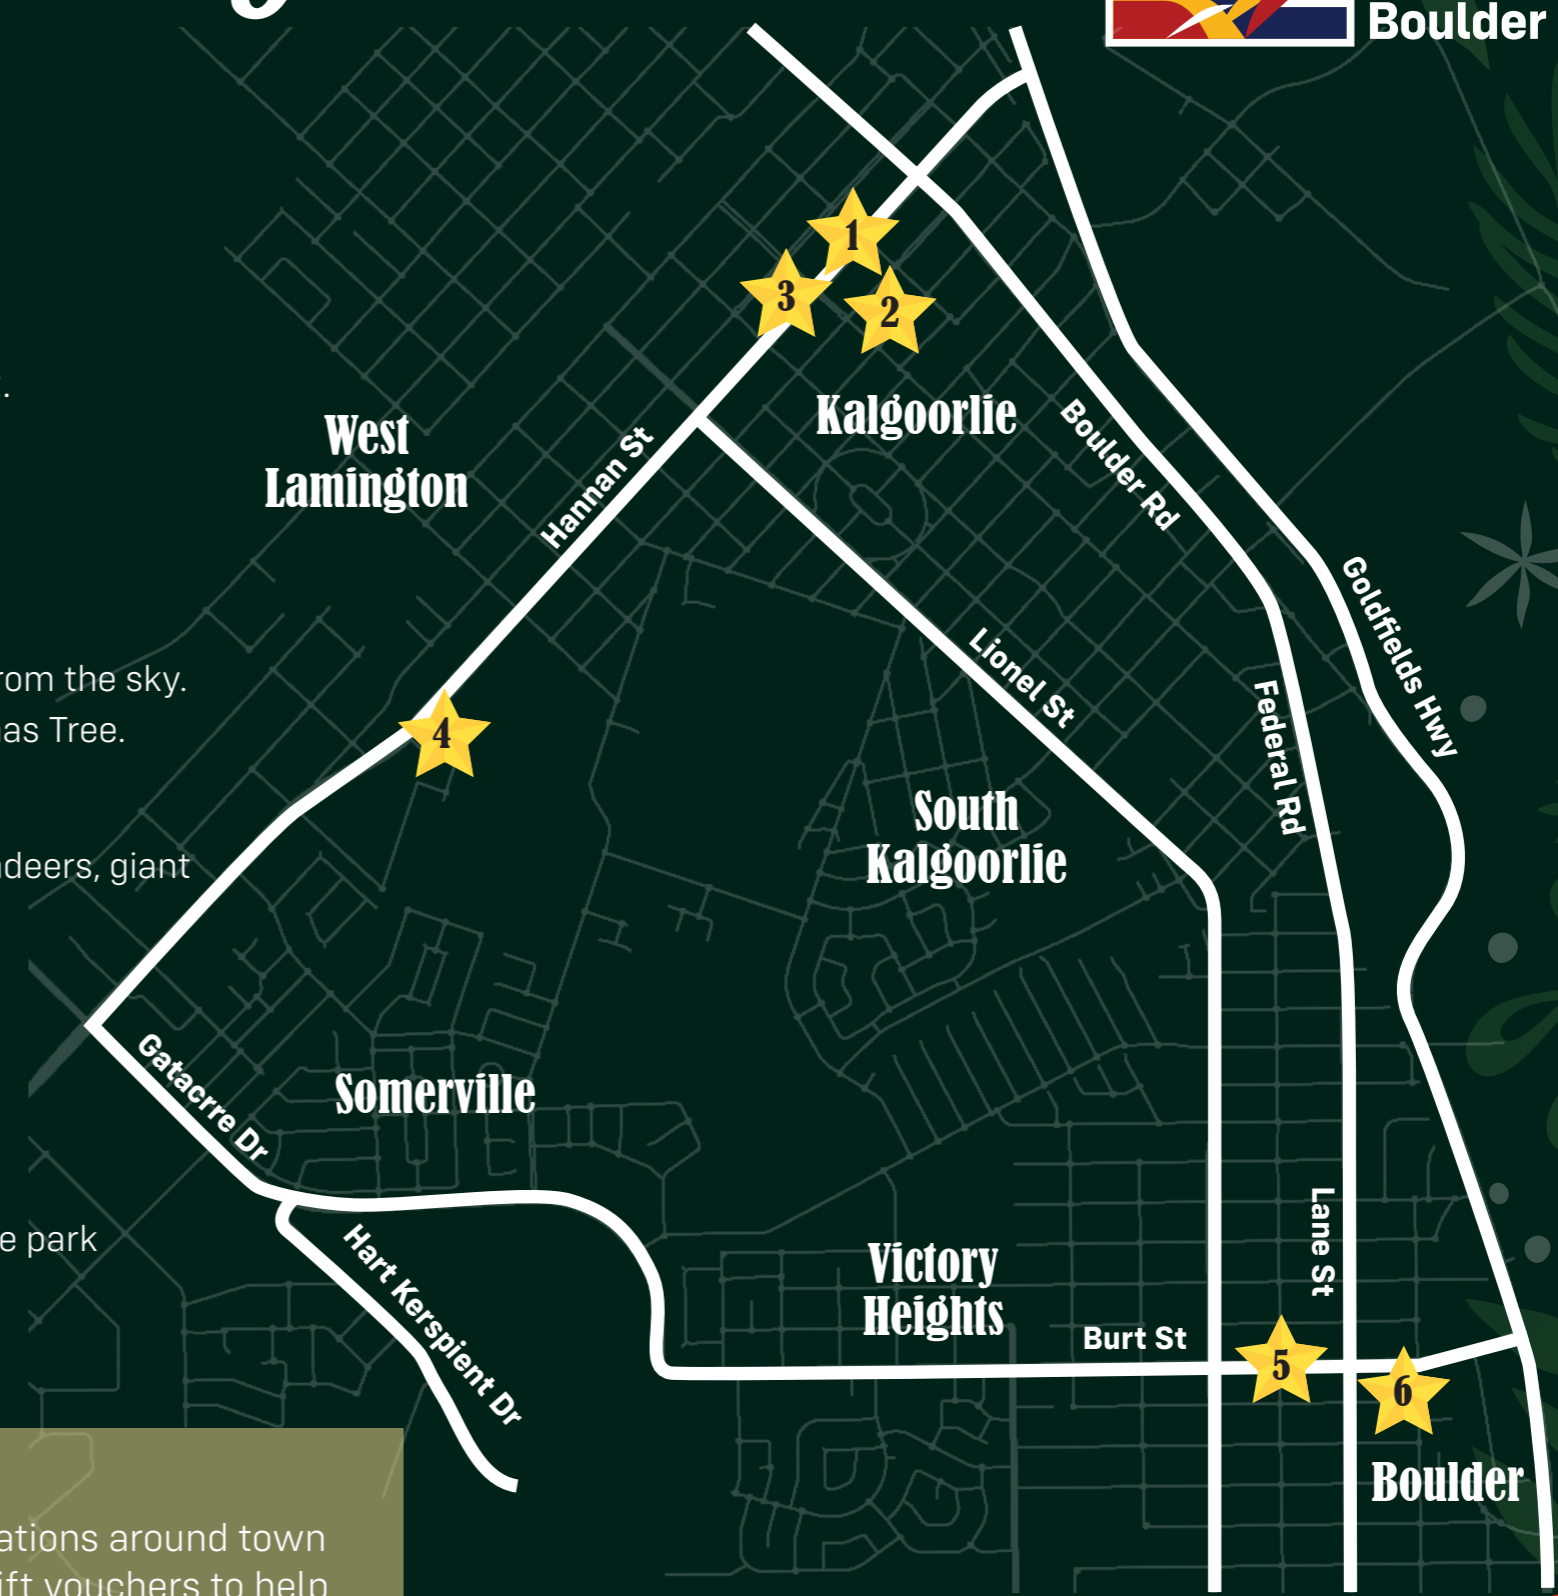 Boulder
1
3
2
West
Lamington
Kalgoorlie
Hannan St
Boulder Rd
Goldfields Hwy
Lionel St
Federal Rd
rom the sky.
as Tree.
4
South
Kalgoorlie
deers, giant
Gatacrre Dr
Somerville
e park
Hart Kerspient Dr
Victory
Heights
Lane St
Burt St
5
6
Boulder
ations around town
ift vouchers to help